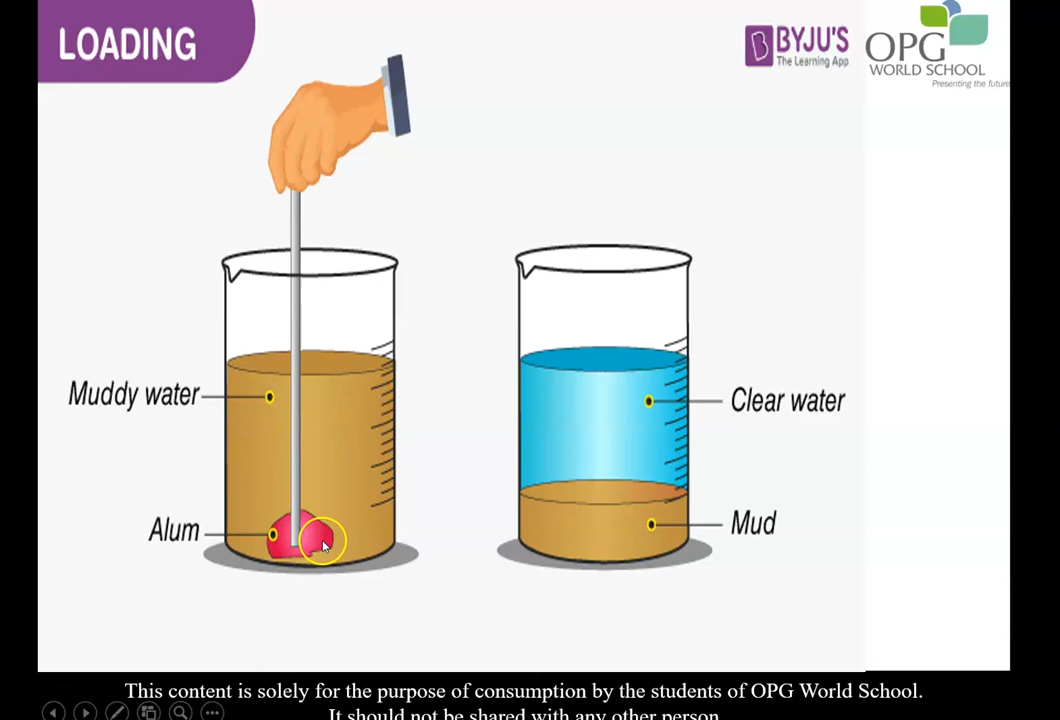 LOADING
BYJU'S
The Learning App
OPG
WORLD SCHOOL
Presenting the future
Muddy water
Clear water
Alum
Mud
This content is solely for the purpose of consumption by the students of OPG World School.
It should not be shared with any other person